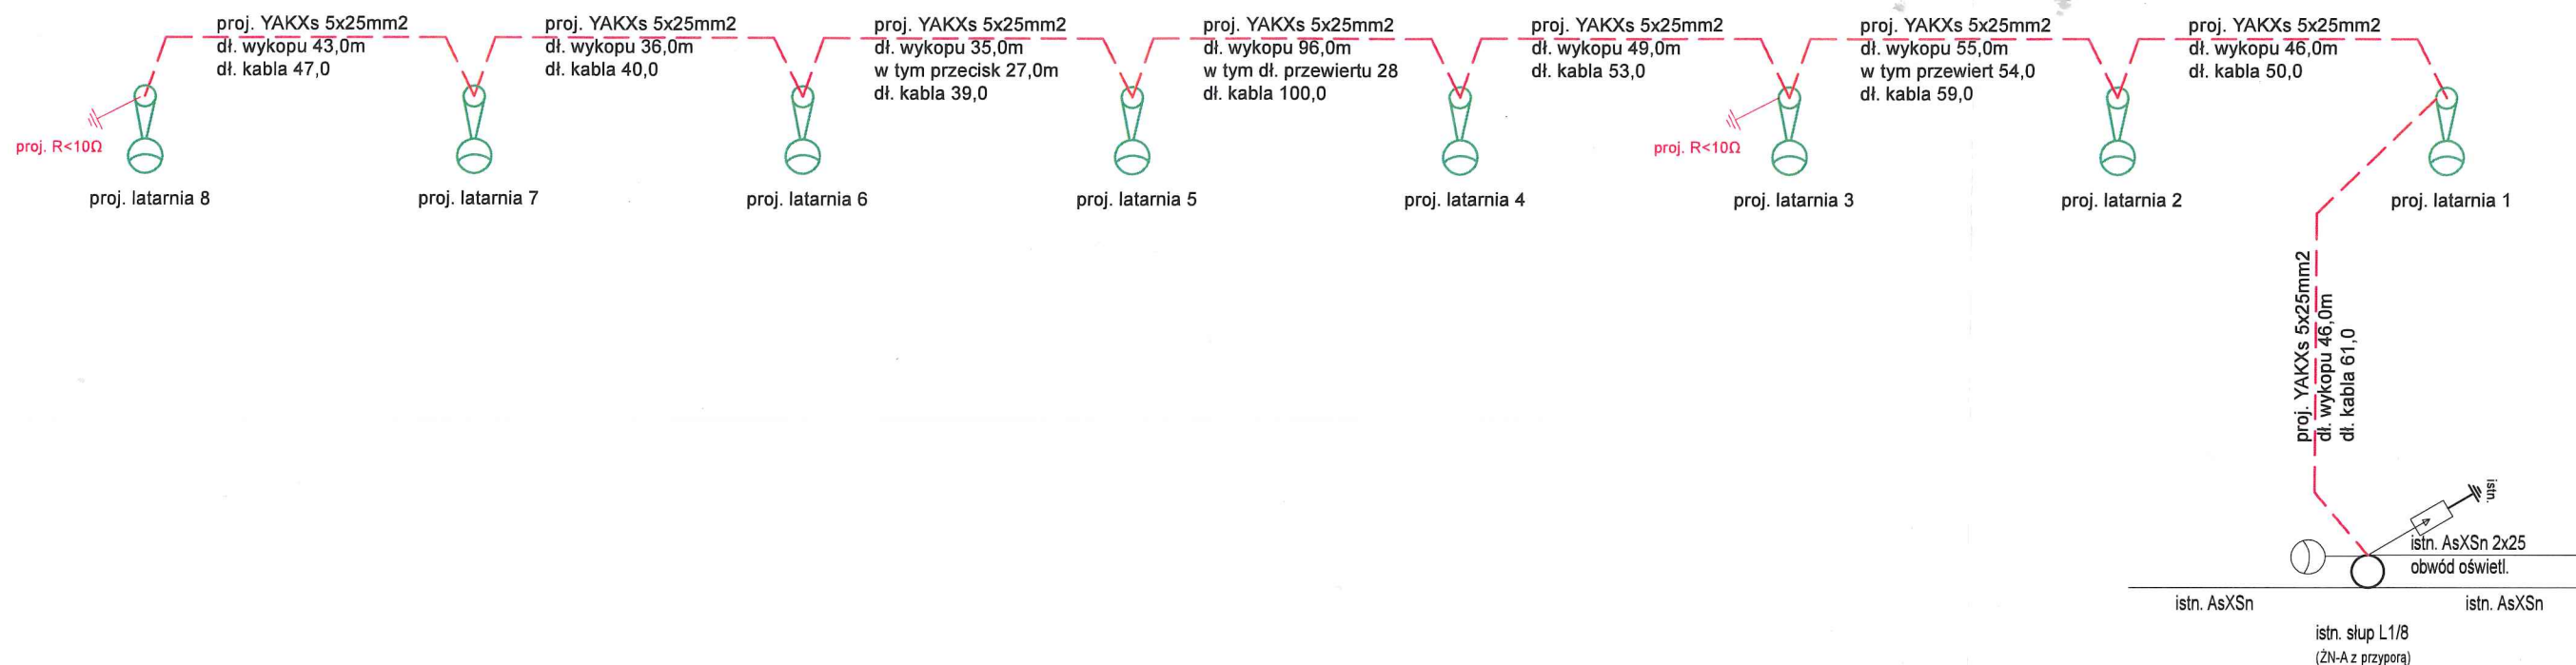 proj. YAKXs 5x25mm2
dł. wykopu 43,0m
dł. kabla 47,0
proj. YAKXs 5x25mm2
dł. wykopu 36,0m
dł. kabla 40,0
proj. YAKXs 5x25mm2
dł. wykopu 35,0m
w tym przecisk 27,0m
dł. kabla 39,0
proj. YAKXs 5x25mm2
dł. wykopu 96,0m
w tym dł. przewiertu 28
dł. kabla 100,0
proj. YAKXs 5x25mm2
dł. wykopu 49,0m
dł. kabla 53,0
proj. YAKXs 5x25mm2
dł. wykopu 55,0m
w tym przewiert 54,0
dł. kabla 59,0
proj. YAKXs 5x25mm2
dł. wykopu 46,0m
dł. kabla 50,0
proj. R<10Ω
proj. R<10Ω
proj. latarnia 8
proj. latarnia 7
proj. latarnia 6
proj. latarnia 5
proj. latarnia 4
proj. latarnia 3
proj. latarnia 2
proj. latarnia 1
proj. YAKXs 5x25mm2
dł. wykopu 46,0m
dł. kabla 61,0
istn.
istn. AsXSn 2x25
obwód oświetl.
istn. AsXSn
istn. AsXSn
istn. słup L1/8
(ŻN-A z przyporą)